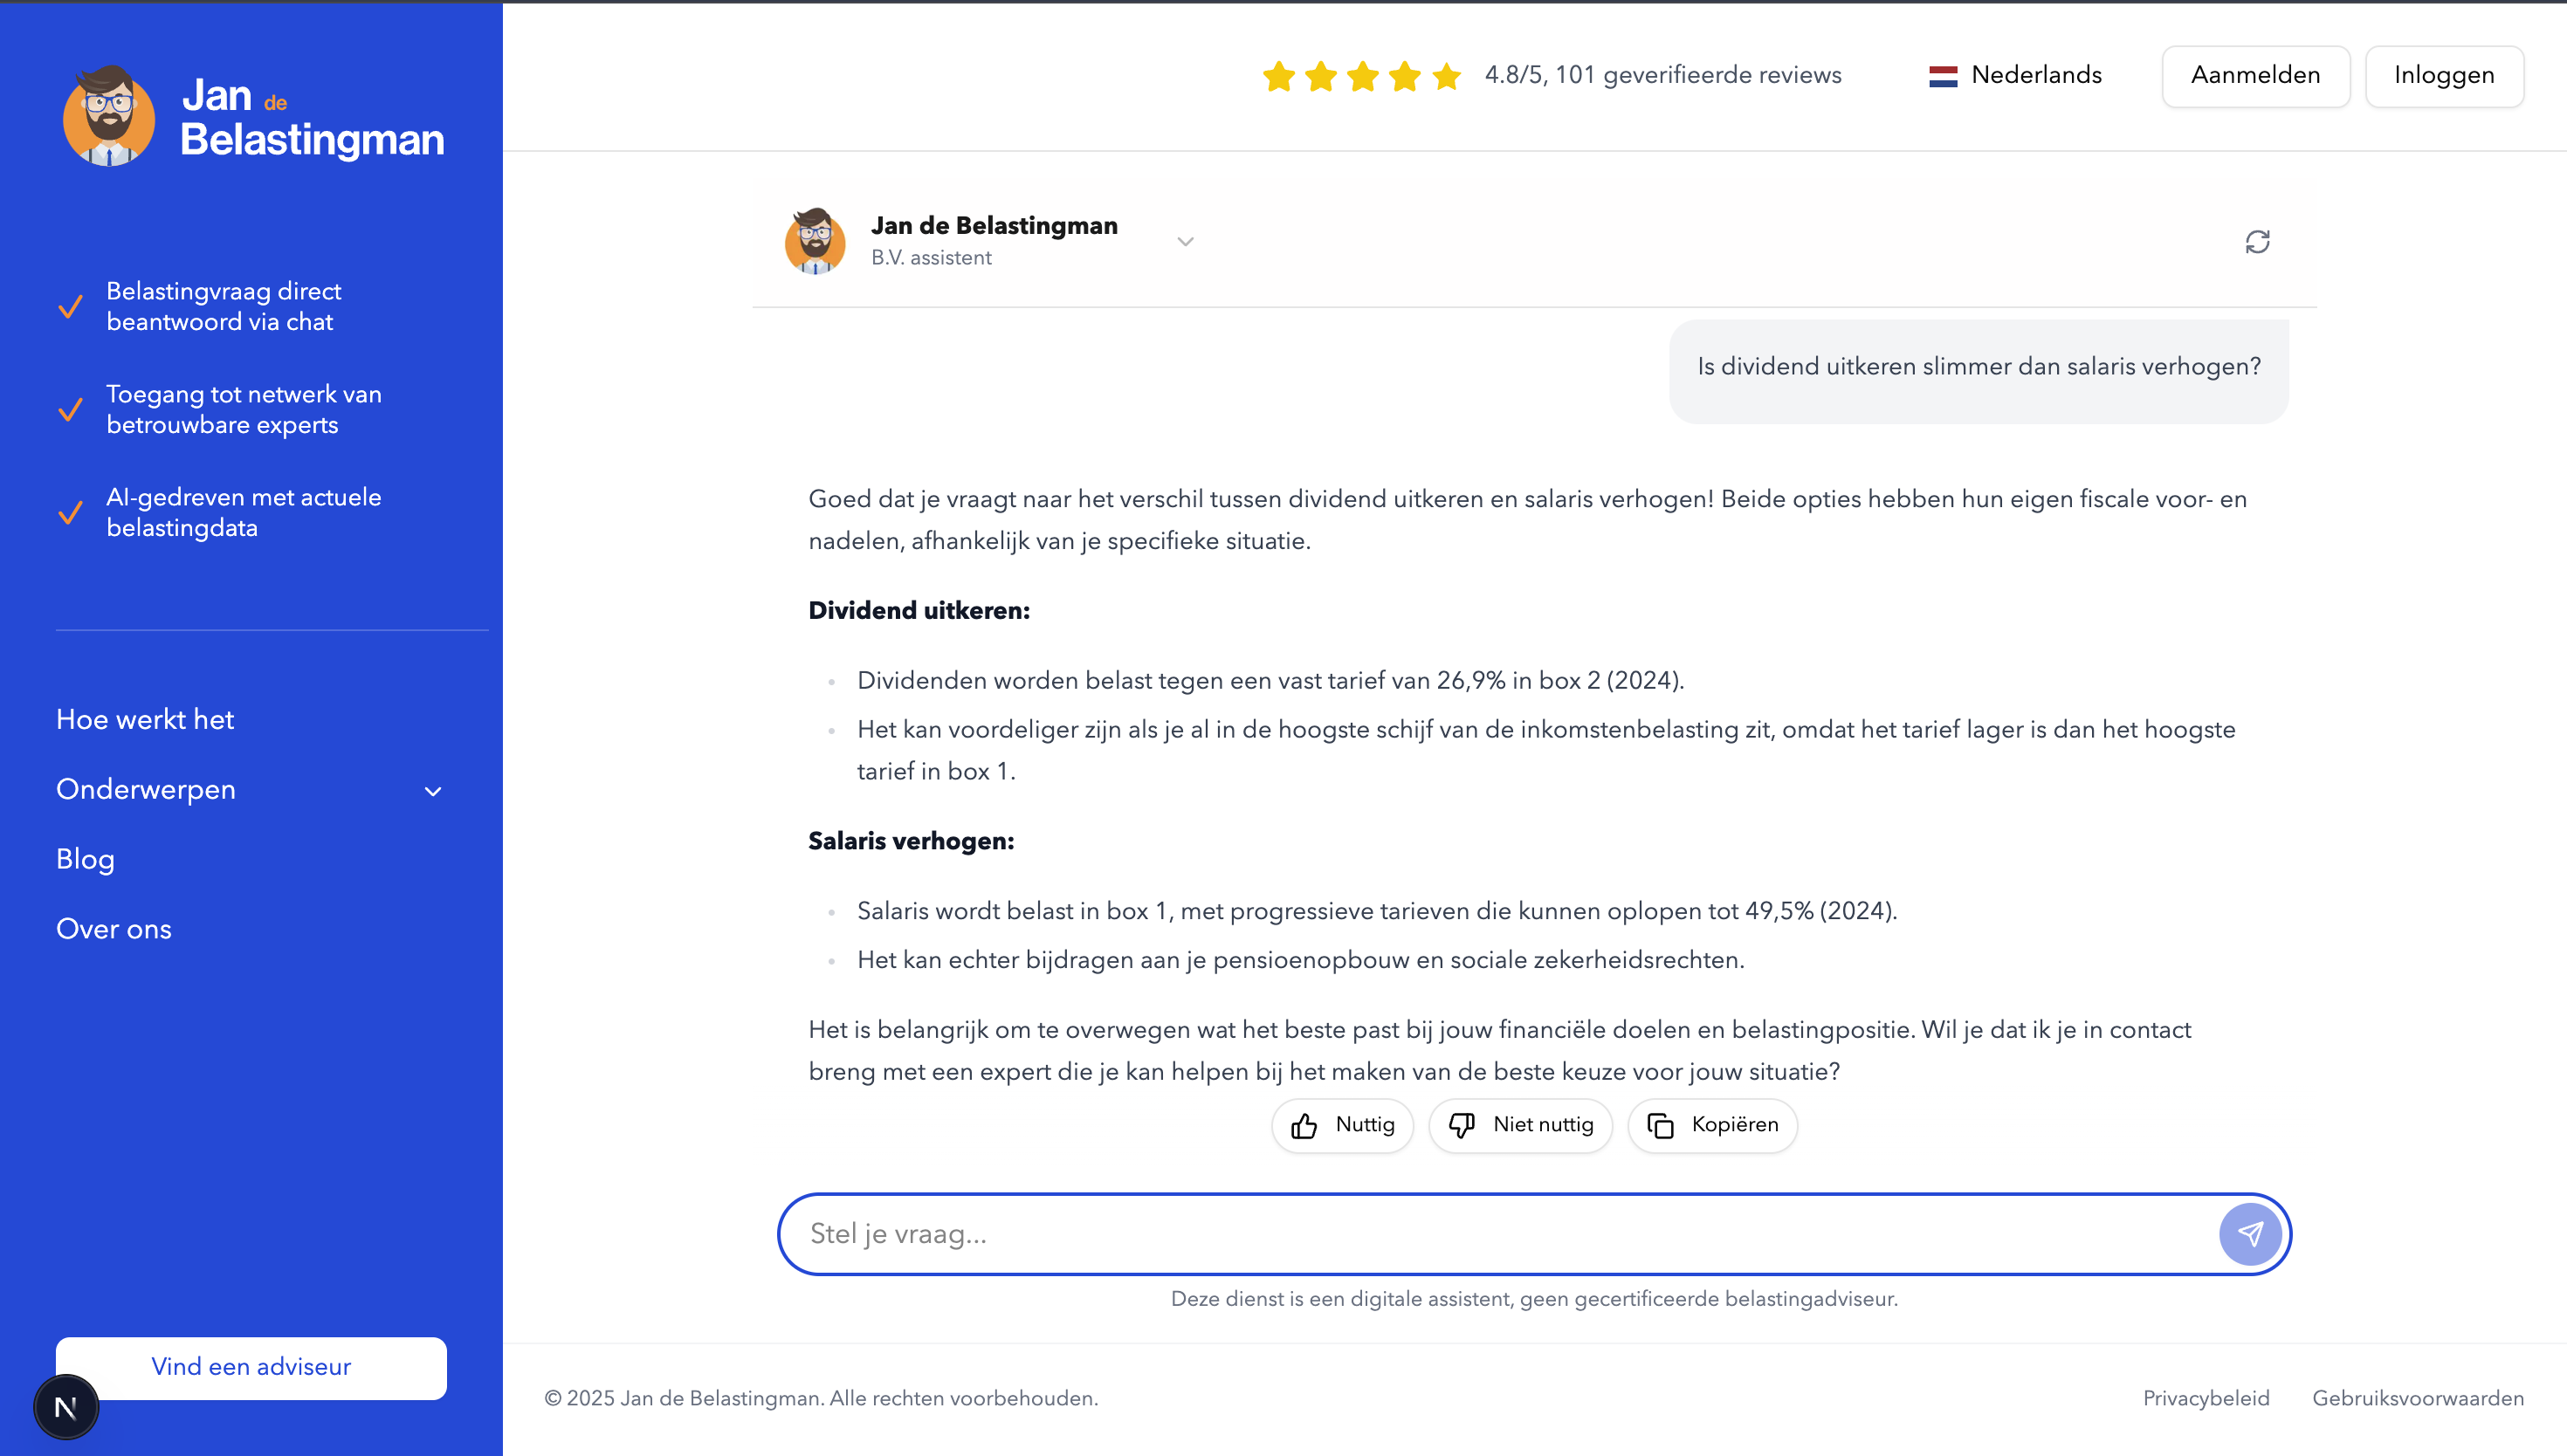 Jan de
Belastingman
Belastingvraag direct
beantwoord via chat
Toegang tot netwerk van
betrouwbare experts
AI-gedreven met actuele
belastingdata
Hoe werkt het
Onderwerpen
Blog
Over ons
Vind een adviseur
N
4.8/5, 101 geverifieerde reviews
Nederlands
Aanmelden
Inloggen
Jan de Belastingman
B.V. assistent
Is dividend uitkeren slimmer dan salaris verhogen?
Goed dat je vraagt naar het verschil tussen dividend uitkeren en salaris verhogen! Beide opties hebben hun eigen fiscale voor- en
nadelen, afhankelijk van je specifieke situatie.
Dividend uitkeren:
Dividenden worden belast tegen een vast tarief van 26,9% in box 2 (2024).
Het kan voordeliger zijn als je al in de hoogste schijf van de inkomstenbelasting zit, omdat het tarief lager is dan het hoogste
tarief in box 1.
Salaris verhogen:
Salaris wordt belast in box 1, met progressieve tarieven die kunnen oplopen tot 49,5% (2024).
Het kan echter bijdragen aan je pensioenopbouw en sociale zekerheidsrechten.
Het is belangrijk om te overwegen wat het beste past bij jouw financiële doelen en belastingpositie. Wil je dat ik je in contact
breng met een expert die je kan helpen bij het maken van de beste keuze voor jouw situatie?
Nuttig
Niet nuttig
Kopiëren
Stel je vraag...
Deze dienst is een digitale assistent, geen gecertificeerde belastingadviseur.
© 2025 Jan de Belastingman. Alle rechten voorbehouden.
Privacybeleid
Gebruiksvoorwaarden